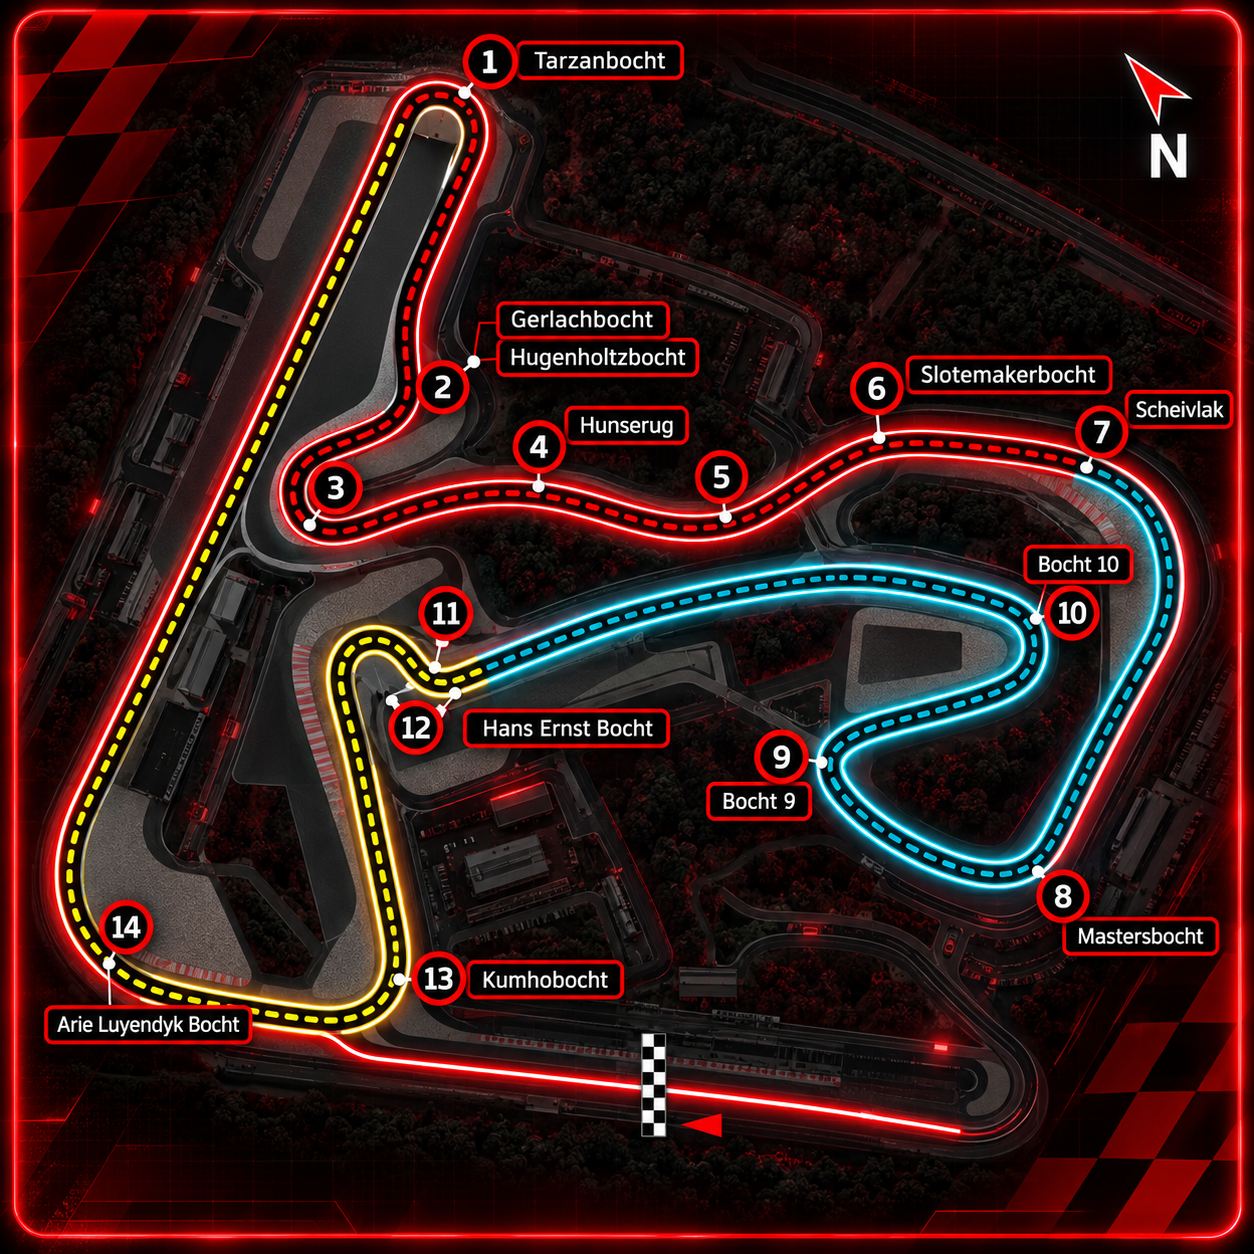 1
Tarzanbocht
N
Gerlachbocht
Hugenholtzbocht
2
6
Slotemakerbocht
Scheivlak
7
Hunserug
4
5
3
Bocht 10
10
11
12
Hans Ernst Bocht
9
Bocht 9
8
Mastersbocht
14
13
Kumhobocht
Arie Luyendyk Bocht